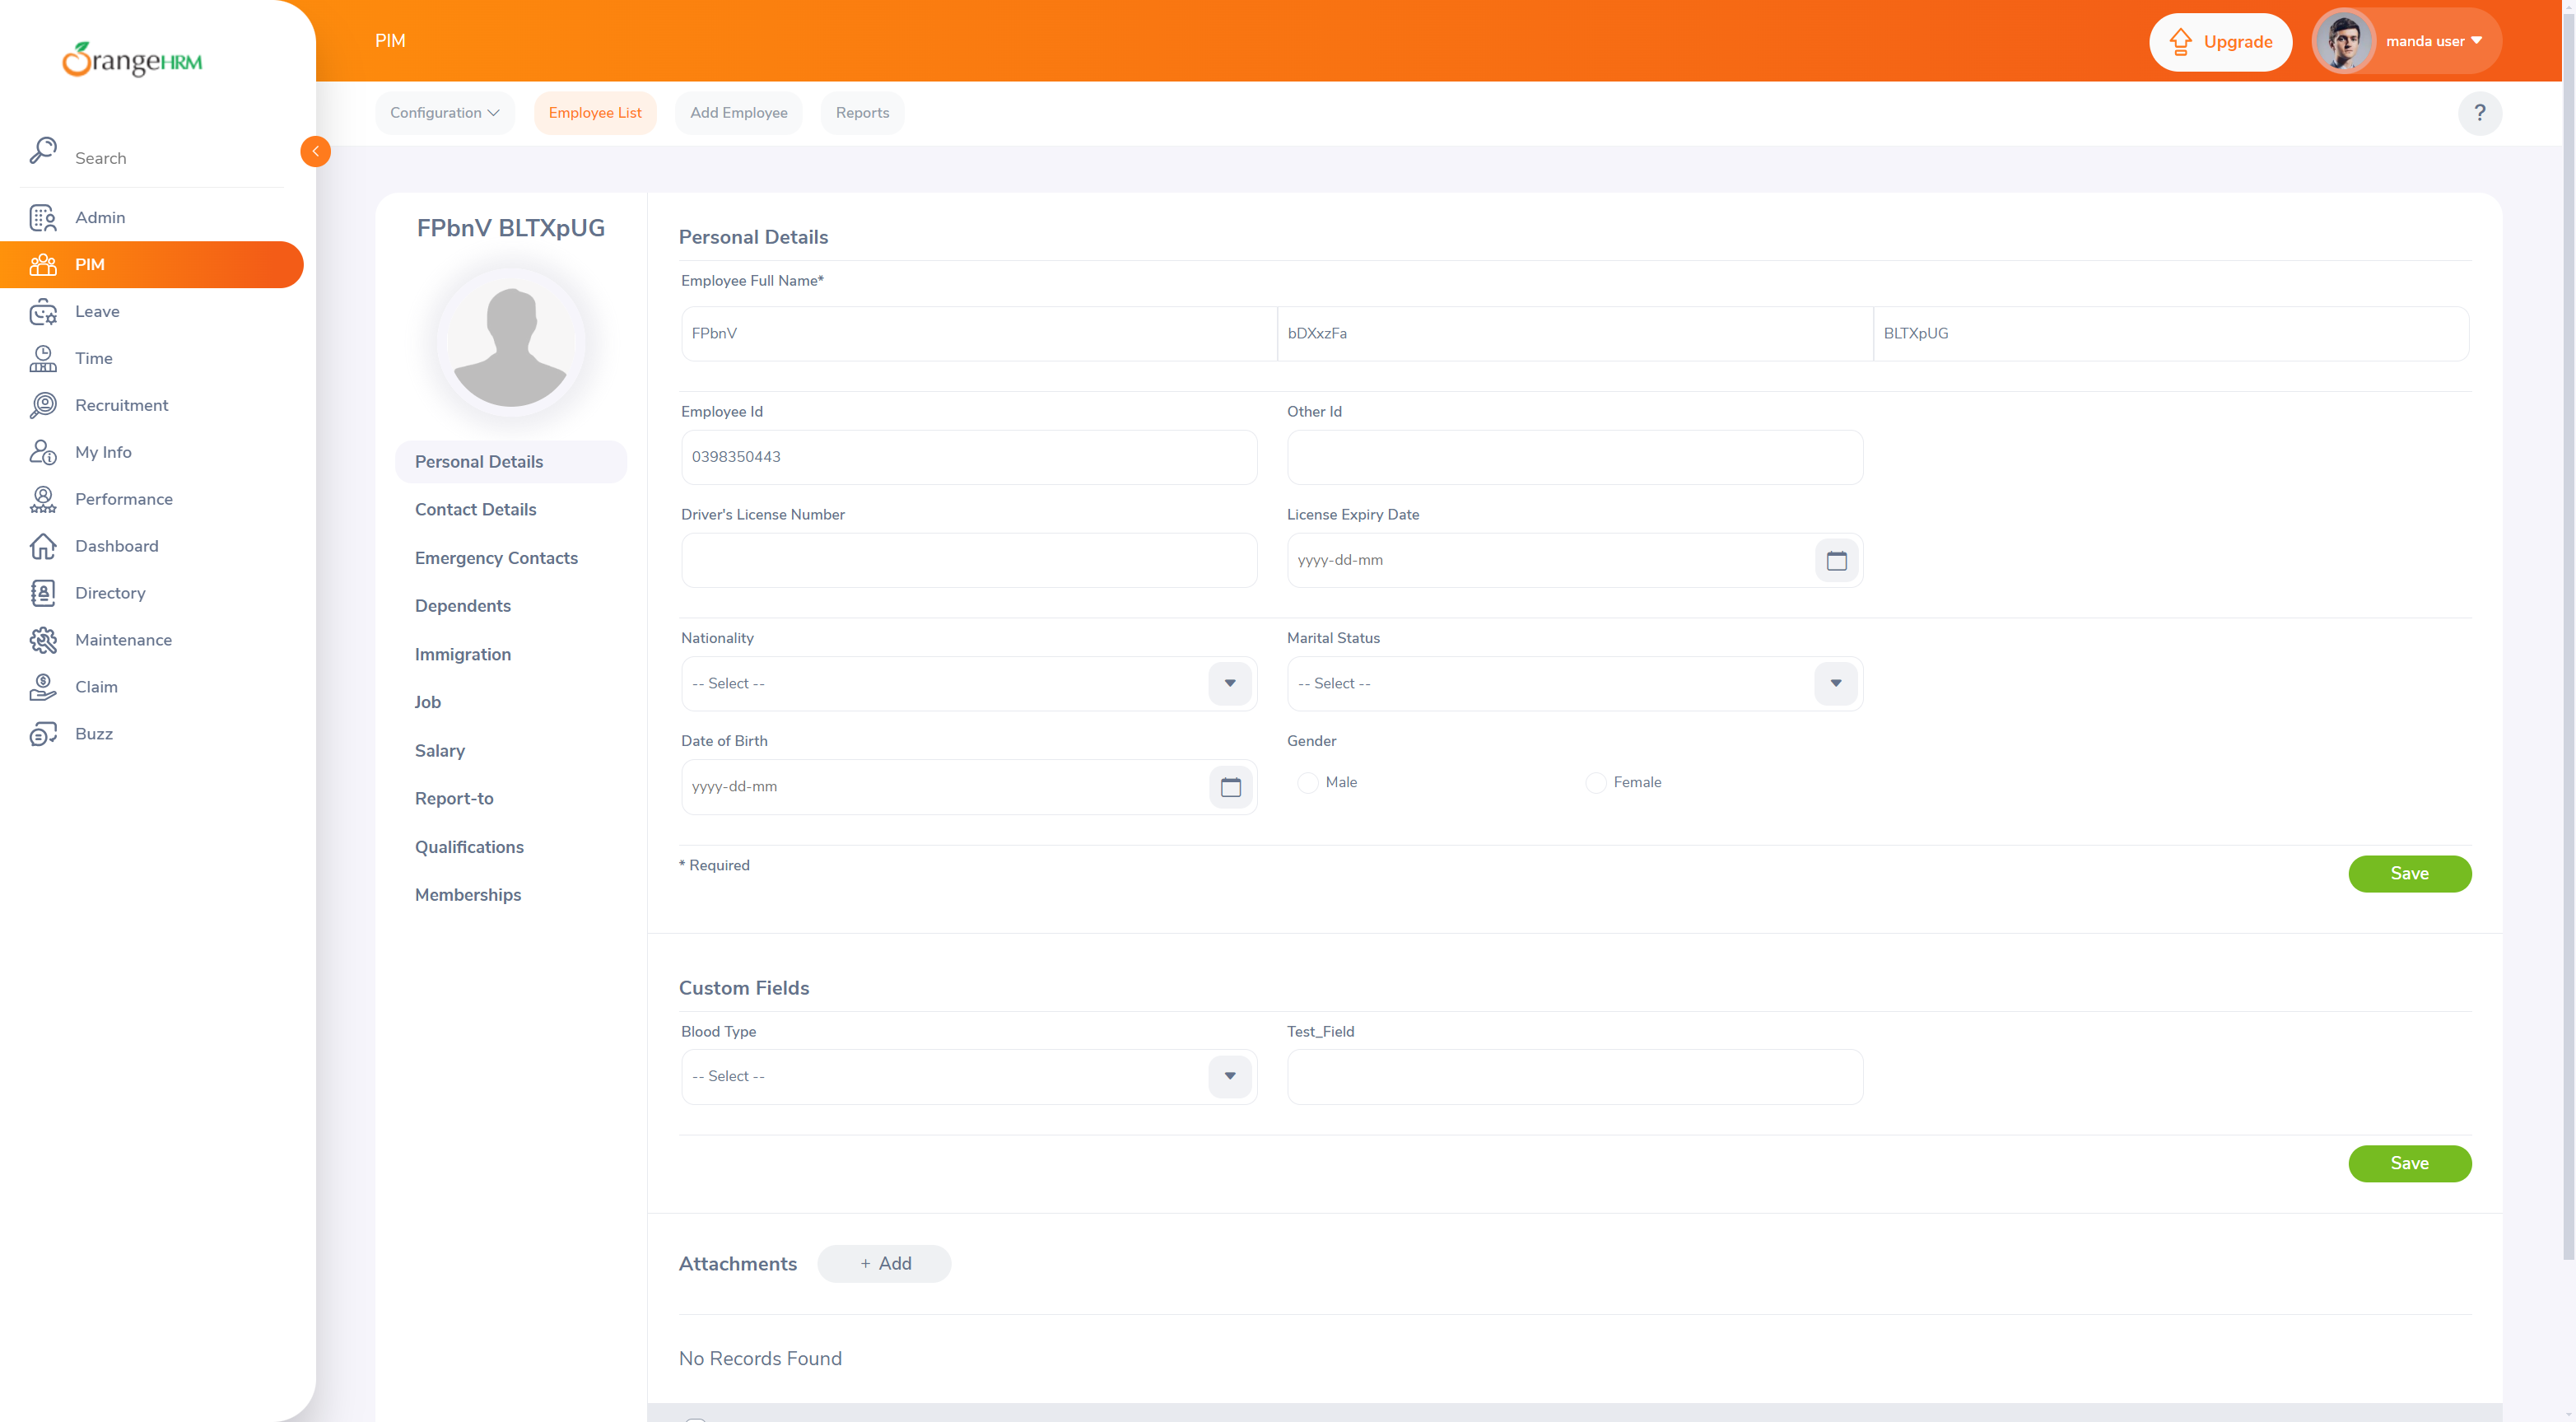 OrangeHRM
PIM
Upgrade
manda user
Configuration
Employee List
Add Employee
Reports
?
Search
Admin
PIM
Leave
Time
Recruitment
My Info
Performance
Dashboard
Directory
Maintenance
Claim
Buzz
FPbnV BLTXpUG
Personal Details
Contact Details
Emergency Contacts
Dependents
Immigration
Job
Salary
Report-to
Qualifications
Memberships
Personal Details
Employee Full Name*
FPbnV bDXxzFa BLTXpUG
Employee Id Other Id
0398350443
Driver's License Number License Expiry Date
yyyy-dd-mm
Nationality Marital Status
-- Select -- -- Select --
Date of Birth Gender
yyyy-dd-mm Male Female
* Required
Save
Custom Fields
Blood Type Test_Field
-- Select --
Save
Attachments + Add
No Records Found